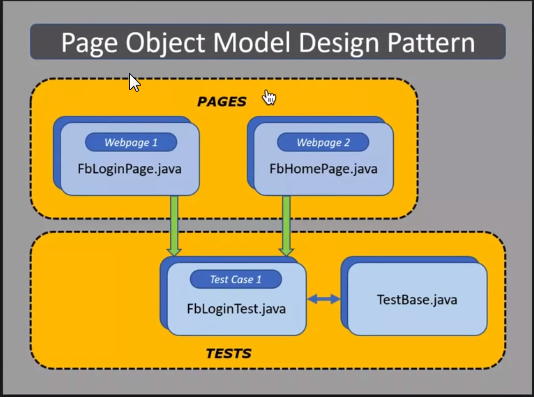 Page Object Model Design Pattern
PAGES
Webpage 1
FbLoginPage.java
Webpage 2
FbHomePage.java
Test Case 1
FbLoginTest.java
TestBase.java
TESTS